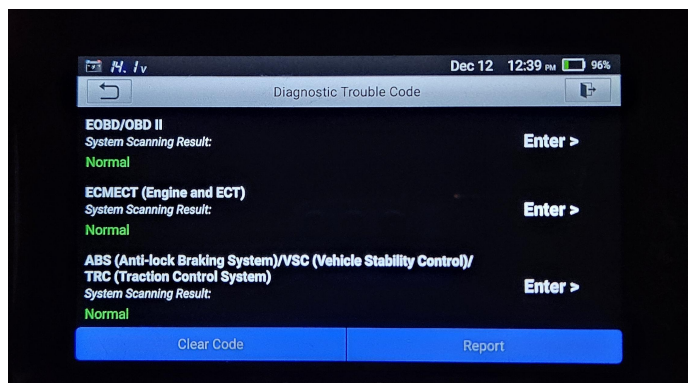 14.1v
Dec 12 12:39 PM 96%
Diagnostic Trouble Code
EOBD/OBD II
System Scanning Result:
Enter >
Normal
ECMECT (Engine and ECT)
System Scanning Result:
Enter >
Normal
ABS (Anti-lock Braking System)/VSC (Vehicle Stability Control)/
TRC (Traction Control System)
Enter >
System Scanning Result:
Normal
Clear Code
Report